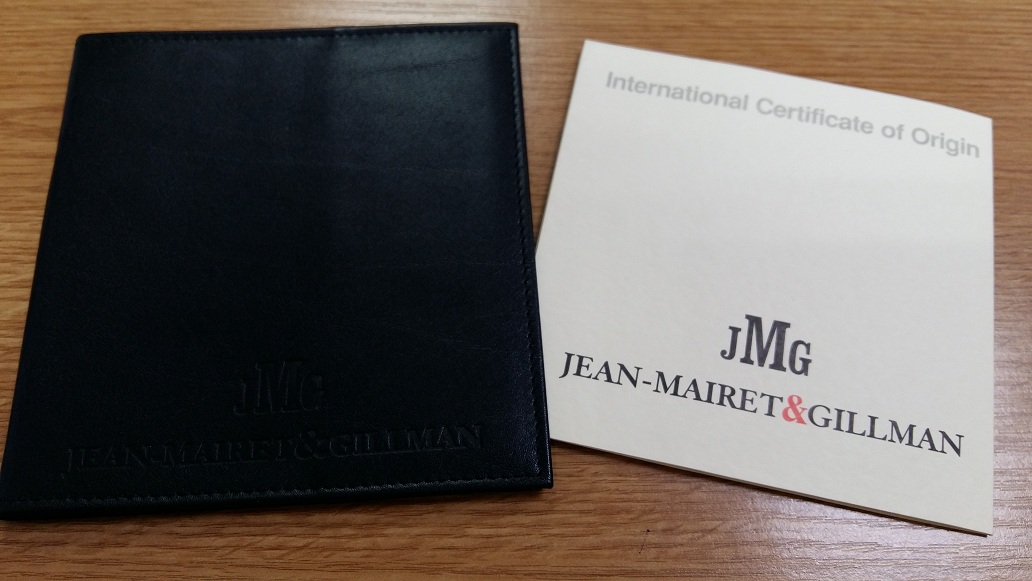 JMG
JEAN-MAIRET&GILLMAN
International Certificate of Origin
JMG
JEAN-MAIRET&GILLMAN